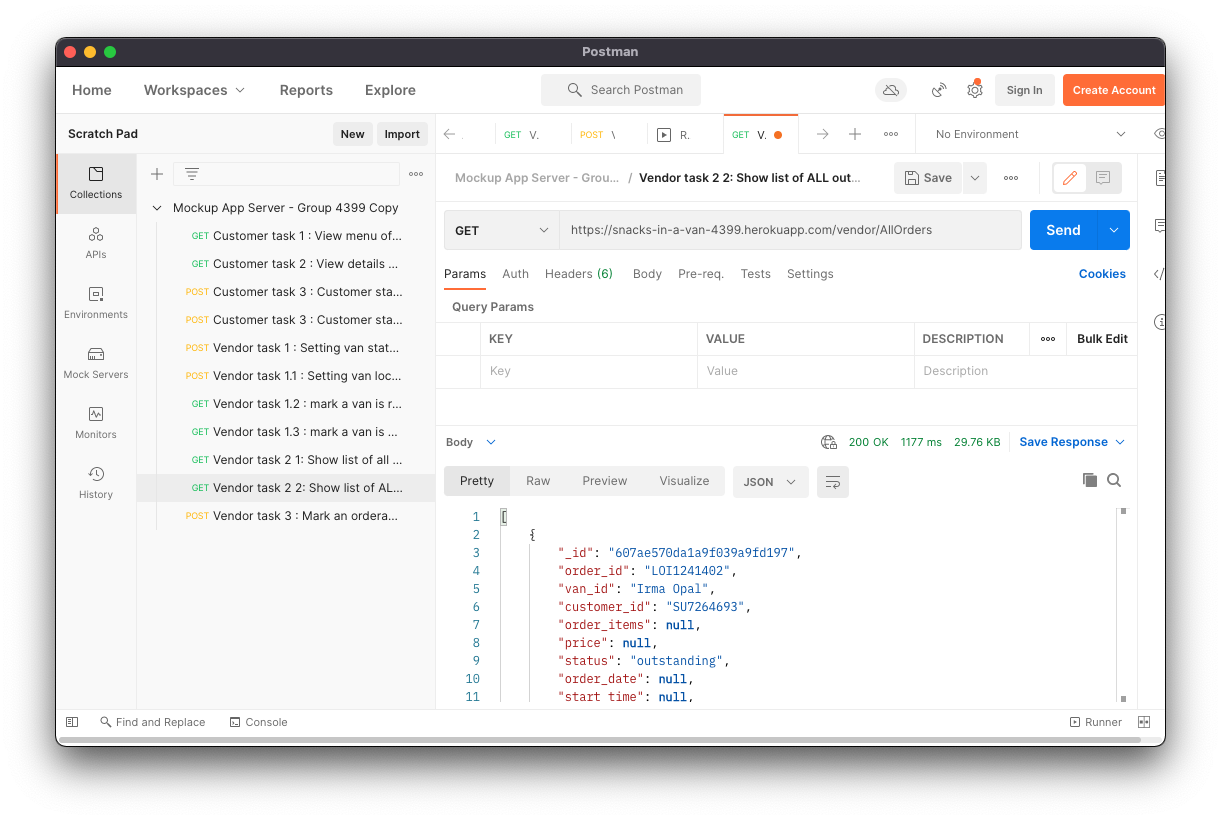 Postman
Home Workspaces Reports Explore Search Postman Sign In Create Account
Scratch Pad New Import GET V. POST \ R. GET V. No Environment
Collections
APIs
Environments
Mock Servers
Monitors
History
Mockup App Server - Group 4399 Copy
GET Customer task 1 : View menu of...
GET Customer task 2 : View details ...
POST Customer task 3 : Customer sta...
POST Customer task 3 : Customer sta...
POST Vendor task 1 : Setting van stat...
POST Vendor task 1.1 : Setting van loc...
GET Vendor task 1.2 : mark a van is r...
GET Vendor task 1.3 : mark a van is ...
GET Vendor task 2 1: Show list of all ...
GET Vendor task 2 2: Show list of AL...
POST Vendor task 3 : Mark an ordera...
Mockup App Server - Grou... / Vendor task 2 2: Show list of ALL out... Save
GET https://snacks-in-a-van-4399.herokuapp.com/vendor/AllOrders Send
Params Auth Headers (6) Body Pre-req. Tests Settings Cookies
Query Params
KEY VALUE DESCRIPTION Bulk Edit
Key Value Description
Body 200 OK 1177 ms 29.76 KB Save Response
Pretty Raw Preview Visualize JSON
1 [
2 {
3 "_id": "607ae570da1a9f039a9fd197",
4 "order_id": "LOI1241402",
5 "van_id": "Irma Opal",
6 "customer_id": "SU7264693",
7 "order_items": null,
8 "price": null,
9 "status": "outstanding",
10 "order_date": null,
11 "start_time": null,
Find and Replace Console Runner